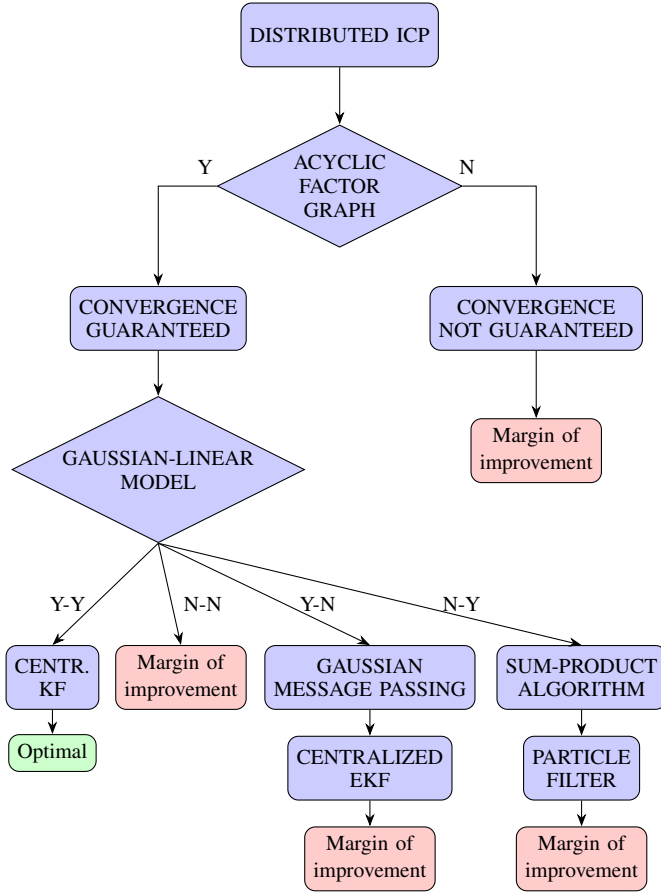 DISTRIBUTED ICP
ACYCLIC
FACTOR
GRAPH
Y
N
CONVERGENCE
GUARANTEED
CONVERGENCE
NOT GUARANTEED
Margin of
improvement
GAUSSIAN-LINEAR
MODEL
Y-Y
N-N
Y-N
N-Y
CENTR.
KF
Margin of
improvement
GAUSSIAN
MESSAGE PASSING
SUM-PRODUCT
ALGORITHM
Optimal
CENTRALIZED
EKF
PARTICLE
FILTER
Margin of
improvement
Margin of
improvement